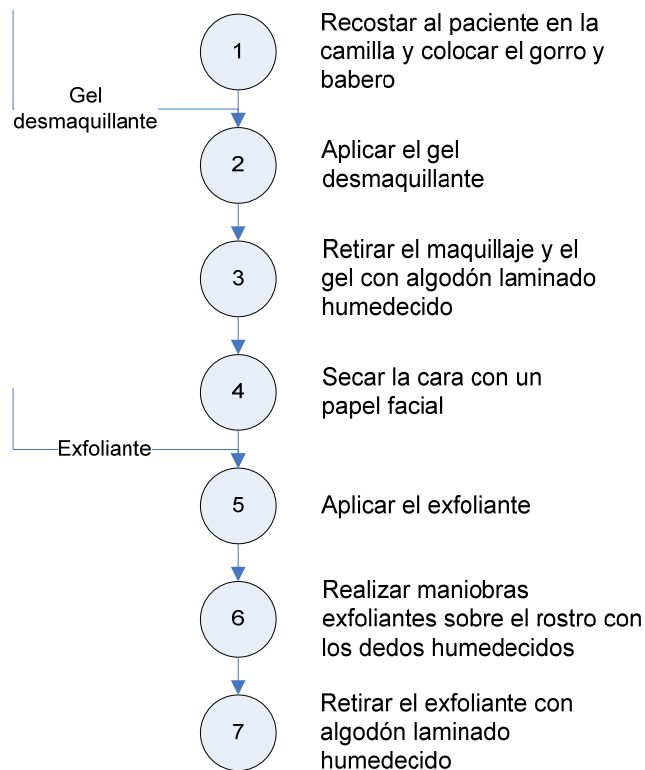 1
Recostar al paciente en la
camilla y colocar el gorro y
babero
Gel
desmaquillante
2
Aplicar el gel
desmaquillante
3
Retirar el maquillaje y el
gel con algodón laminado
humedecido
4
Secar la cara con un
papel facial
Exfoliante
5
Aplicar el exfoliante
6
Realizar maniobras
exfoliantes sobre el rostro con
los dedos humedecidos
7
Retirar el exfoliante con
algodón laminado
humedecido